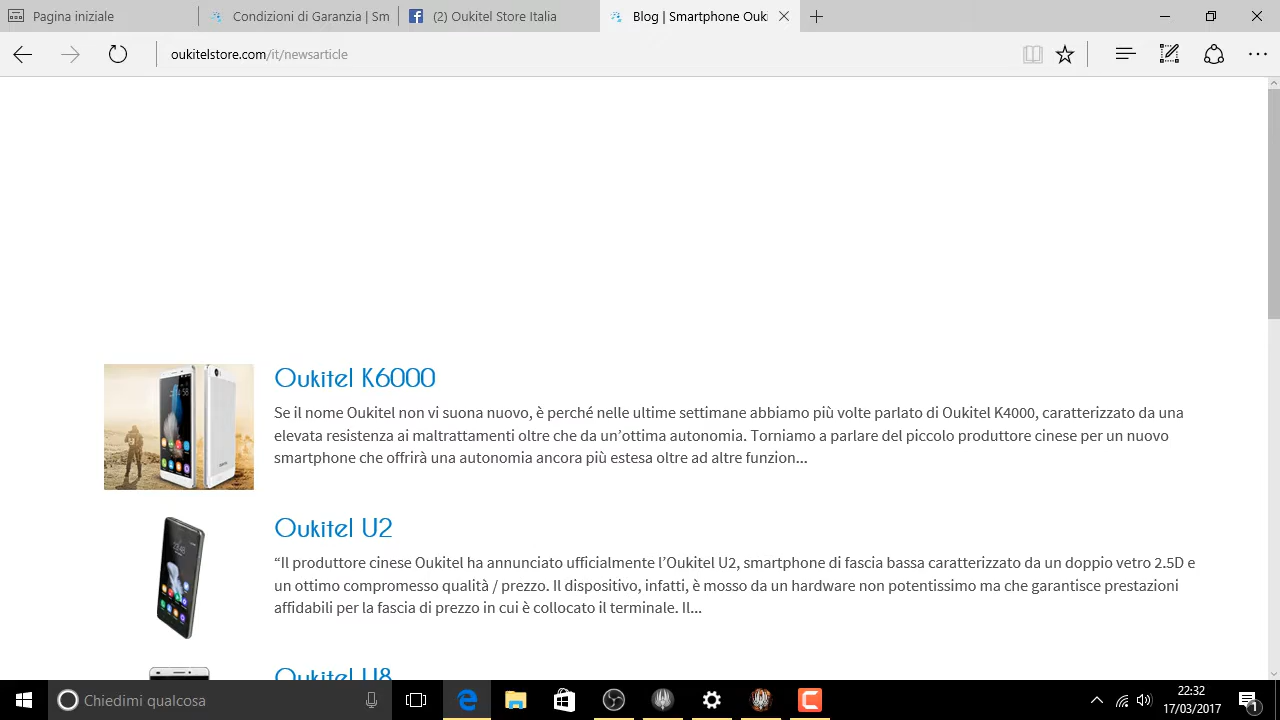 Pagina iniziale
Condizioni di Garanzia | Sm
(2) Oukitel Store Italia
Blog | Smartphone Ouki
oukitelstore.com/it/newsarticle
Oukitel K6000
Se il nome Oukitel non vi suona nuovo, è perché nelle ultime settimane abbiamo più volte parlato di Oukitel K4000, caratterizzato da una
elevata resistenza ai maltrattamenti oltre che da un’ottima autonomia. Torniamo a parlare del piccolo produttore cinese per un nuovo
smartphone che offrirà una autonomia ancora più estesa oltre ad altre funzion...
Oukitel U2
“Il produttore cinese Oukitel ha annunciato ufficialmente l’Oukitel U2, smartphone di fascia bassa caratterizzato da un doppio vetro 2.5D e
un ottimo compromesso qualità / prezzo. Il dispositivo, infatti, è mosso da un hardware non potentissimo ma che garantisce prestazioni
affidabili per la fascia di prezzo in cui è collocato il terminale. Il...
Oukitel U8
Chiedimi qualcosa
22:32
17/03/2017
1